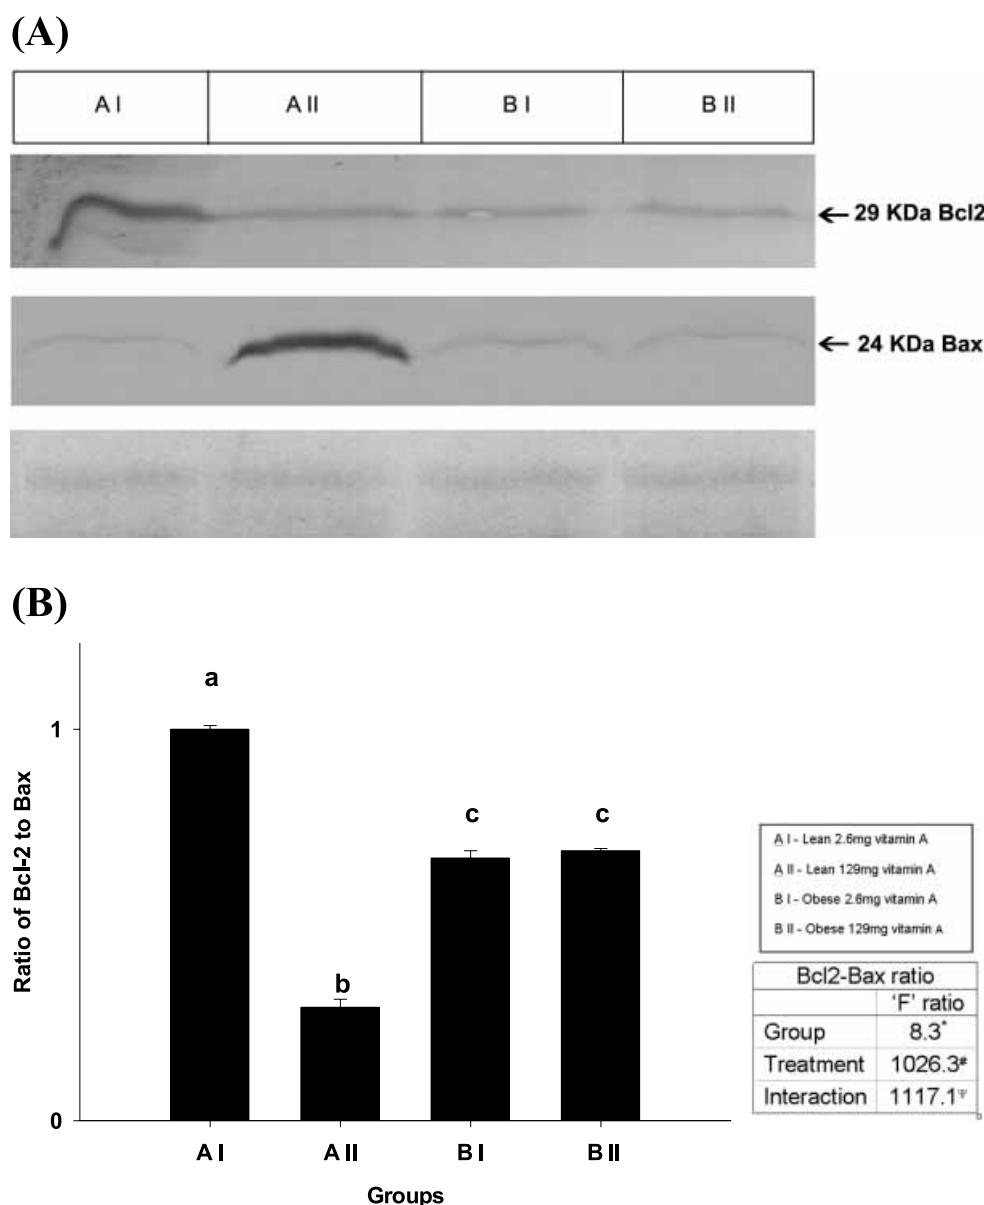 (A)
A I A II B I B II
29 KDa Bcl2
24 KDa Bax
(B)
Ratio of Bcl-2 to Bax
1
0
a
b
c
c
A I A II B I B II
Groups
A I - Lean 2.6mg vitamin A
A II - Lean 129mg vitamin A
B I - Obese 2.6mg vitamin A
B II - Obese 129mg vitamin A
Bcl2-Bax ratio
‘F’ ratio
Group 8.3*
Treatment 1026.3#
Interaction 1117.1Ψ